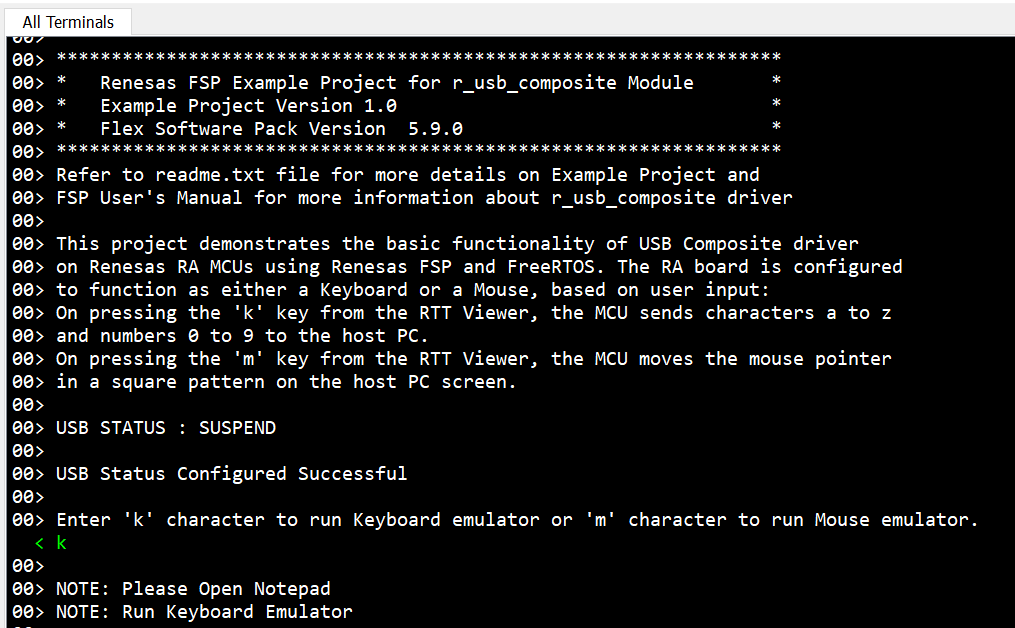 All Terminals
00>
00> ******************************************************************
00> *   Renesas FSP Example Project for r_usb_composite Module       *
00> *   Example Project Version 1.0                                  *
00> *   Flex Software Pack Version  5.9.0                            *
00> ******************************************************************
00> Refer to readme.txt file for more details on Example Project and
00> FSP User's Manual for more information about r_usb_composite driver
00>
00> This project demonstrates the basic functionality of USB Composite driver
00> on Renesas RA MCUs using Renesas FSP and FreeRTOS. The RA board is configured
00> to function as either a Keyboard or a Mouse, based on user input:
00> On pressing the 'k' key from the RTT Viewer, the MCU sends characters a to z
00> and numbers 0 to 9 to the host PC.
00> On pressing the 'm' key from the RTT Viewer, the MCU moves the mouse pointer
00> in a square pattern on the host PC screen.
00>
00> USB STATUS : SUSPEND
00>
00> USB Status Configured Successful
00>
00> Enter 'k' character to run Keyboard emulator or 'm' character to run Mouse emulator.
< k
00>
00> NOTE: Please Open Notepad
00> NOTE: Run Keyboard Emulator